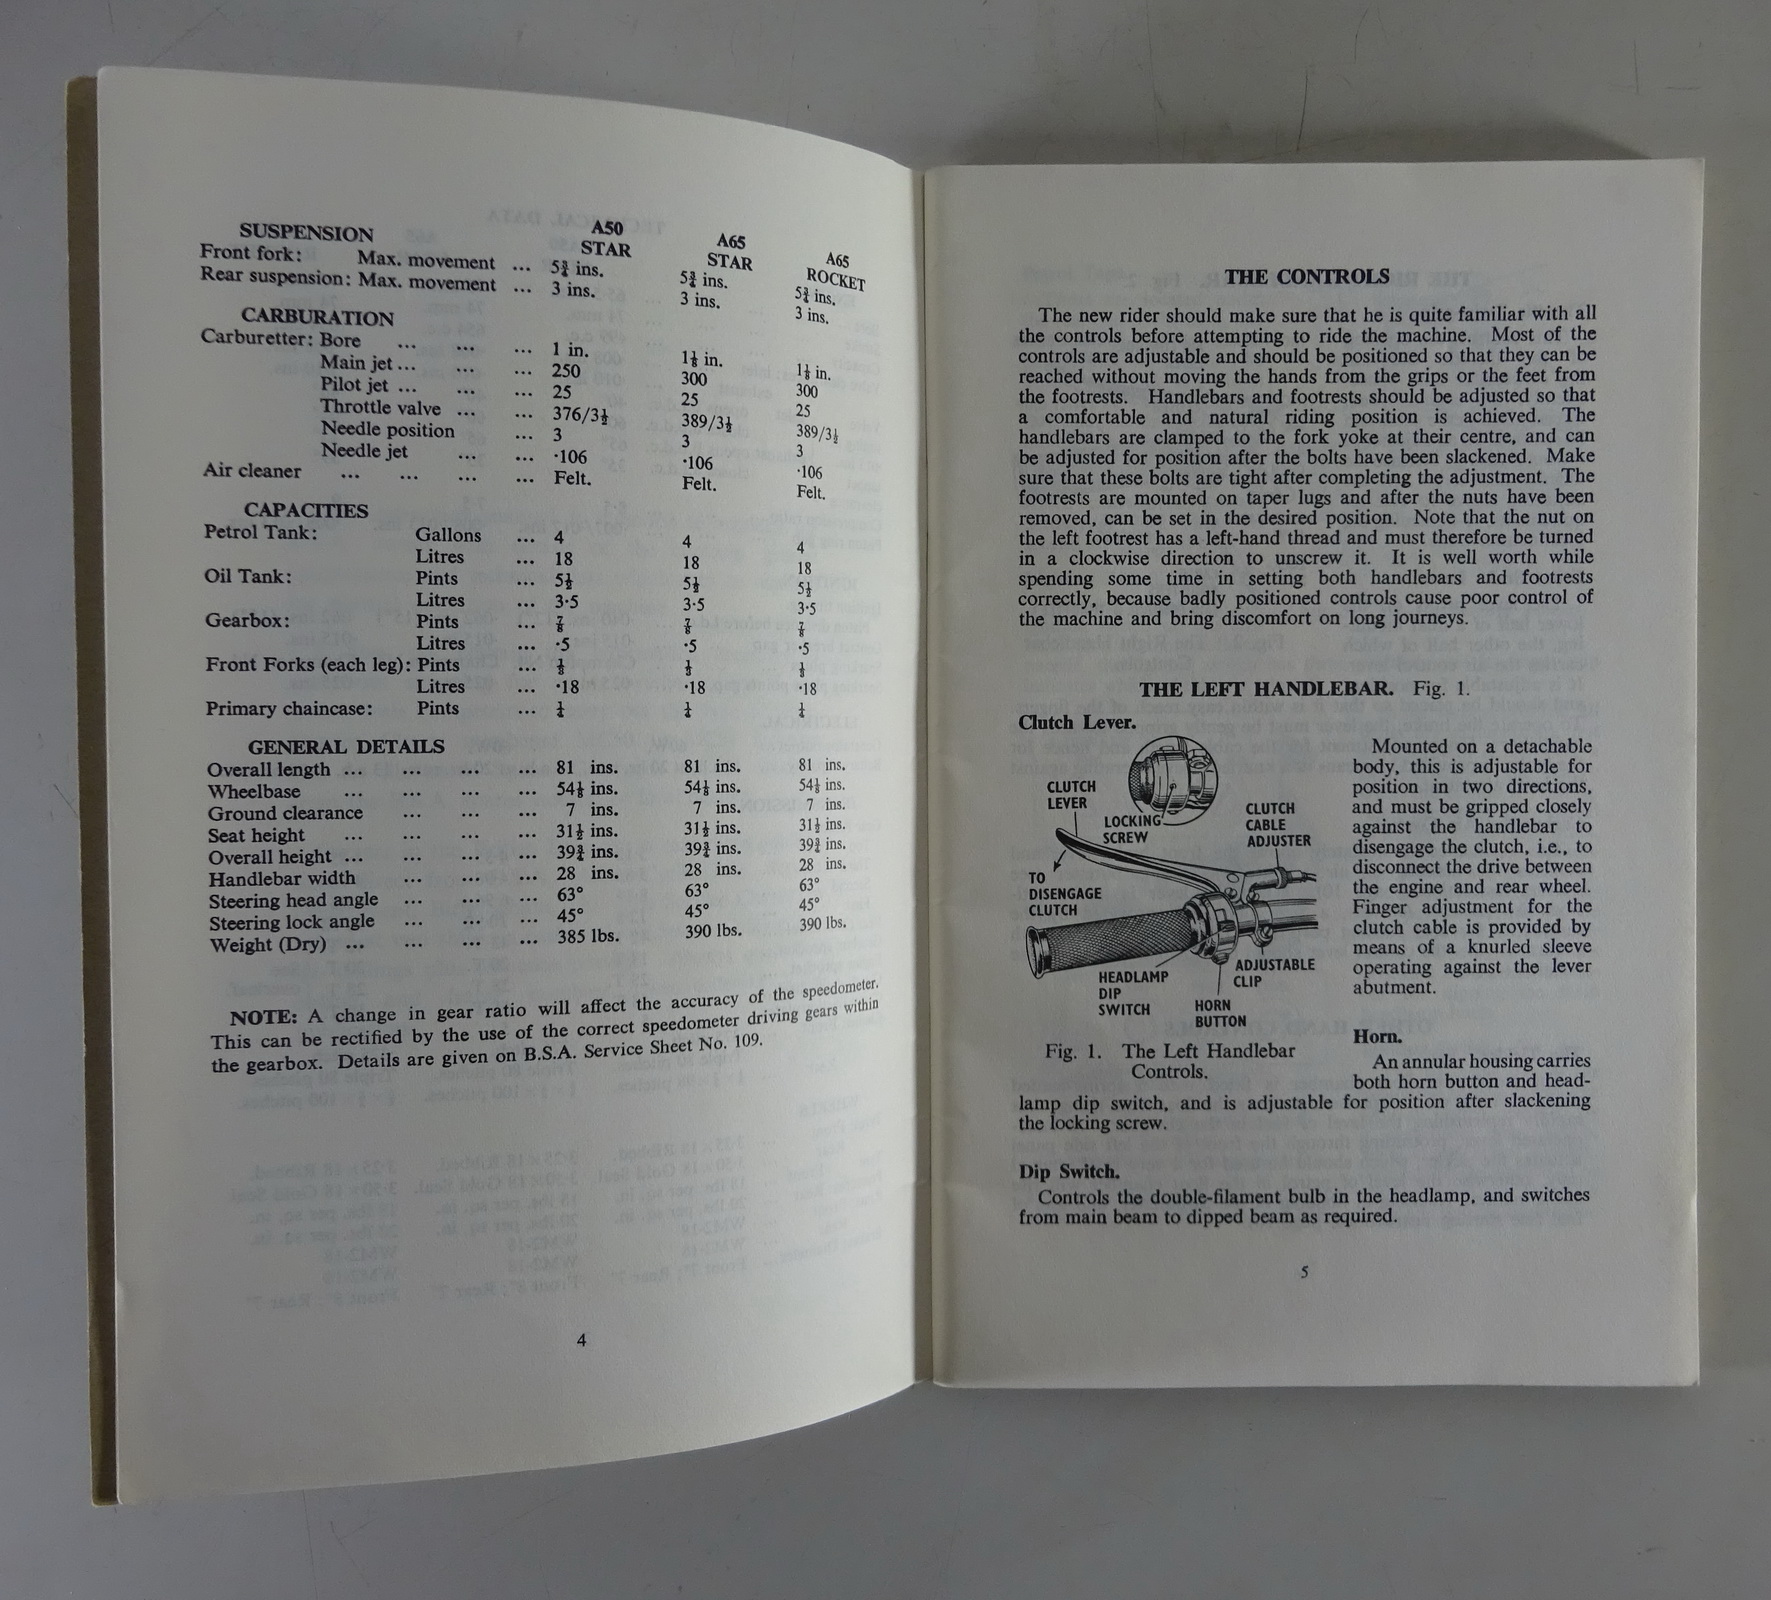 SUSPENSION A50 STAR A65 STAR A65 ROCKET
Front fork: Max. movement ... 5¾ ins. 5¾ ins. 5¾ ins.
Rear suspension: Max. movement ... 3 ins. 3 ins. 3 ins.
CARBURATION
Carburetter: Bore ... ... ... 1 in. 1⅛ in. 1⅛ in.
Main jet ... ... ... 250 300 300
Pilot jet ... ... ... 25 25 25
Throttle valve ... ... 376/3½ 389/3½ 389/3½
Needle position ... 3 3 3
Needle jet ... ... ·106 ·106 ·106
Air cleaner ... ... ... ... Felt. Felt. Felt.
CAPACITIES
Petrol Tank: Gallons ... 4 4 4
Litres ... 18 18 18
Oil Tank: Pints ... 5½ 5½ 5½
Litres ... 3·5 3·5 3·5
Gearbox: Pints ... ⅞ ⅞ ⅞
Litres ... ·5 ·5 ·5
Front Forks (each leg): Pints ...
Litres ... ·18 ·18 ·18
Primary chaincase: Pints ...
GENERAL DETAILS
Overall length ... ... ... ... 81 ins. 81 ins. 81 ins.
Wheelbase ... ... ... ... 54⅛ ins. 54⅛ ins. 54⅛ ins.
Ground clearance ... ... ... 7 ins. 7 ins. 7 ins.
Seat height ... ... ... ... 31½ ins. 31½ ins. 31½ ins.
Overall height ... ... ... ... 39¾ ins. 39¾ ins. 39¾ ins.
Handlebar width ... ... ... 28 ins. 28 ins. 28 ins.
Steering head angle ... ... ... 63° 63° 63°
Steering lock angle ... ... ... 45° 45° 45°
Weight (Dry) ... ... ... ... 385 lbs. 390 lbs. 390 lbs.
NOTE: A change in gear ratio will affect the accuracy of the speedometer.
This can be rectified by the use of the correct speedometer driving gears within
the gearbox. Details are given on B.S.A. Service Sheet No. 109.
4
THE CONTROLS
The new rider should make sure that he is quite familiar with all
the controls before attempting to ride the machine. Most of the
controls are adjustable and should be positioned so that they can be
reached without moving the hands from the grips or the feet from
the footrests. Handlebars and footrests should be adjusted so that
a comfortable and natural riding position is achieved. The
handlebars are clamped to the fork yoke at their centre, and can
be adjusted for position after the bolts have been slackened. Make
sure that these bolts are tight after completing the adjustment. The
footrests are mounted on taper lugs and after the nuts have been
removed, can be set in the desired position. Note that the nut on
the left footrest has a left-hand thread and must therefore be turned
in a clockwise direction to unscrew it. It is well worth while
spending some time in setting both handlebars and footrests
correctly, because badly positioned controls cause poor control of
the machine and bring discomfort on long journeys.
THE LEFT HANDLEBAR. Fig. 1.
Clutch Lever.
CLUTCH
LEVER
LOCKING
SCREW
CLUTCH
CABLE
ADJUSTER
TO
DISENGAGE
CLUTCH
HEADLAMP
DIP
SWITCH
HORN
BUTTON
ADJUSTABLE
CLIP
Fig. 1. The Left Handlebar
Controls.
Mounted on a detachable
body, this is adjustable for
position in two directions,
and must be gripped closely
against the handlebar to
disengage the clutch, i.e., to
disconnect the drive between
the engine and rear wheel.
Finger adjustment for the
clutch cable is provided by
means of a knurled sleeve
operating against the lever
abutment.
Horn.
An annular housing carries
both horn button and head-
lamp dip switch, and is adjustable for position after slackening
the locking screw.
Dip Switch.
Controls the double-filament bulb in the headlamp, and switches
from main beam to dipped beam as required.
5